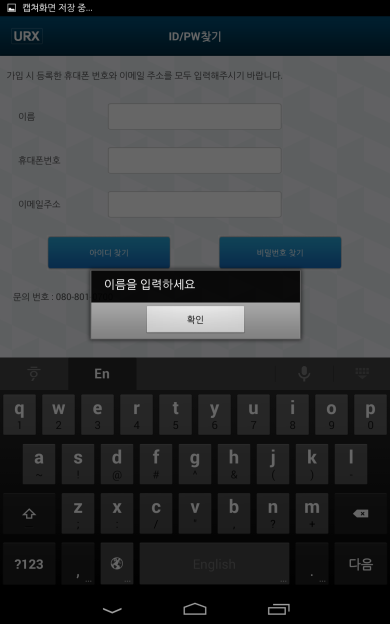 캡쳐화면 저장 중...
URX ID/PW찾기
가입 시 등록한 휴대폰 번호와 이메일 주소를 모두 입력해주시기 바랍니다.
이름
휴대폰번호
이메일주소
아이디 찾기 비밀번호 찾기
이름을 입력하세요
문의 번호 : 080-801
확인
En
q w e r t y u i o p
1 2 3 4 5 6 7 8 9 0
a s d f g h j k l
~ ! @ # * & ( )
z x c v b n m
; : / , ? +
?123 , English . 다음